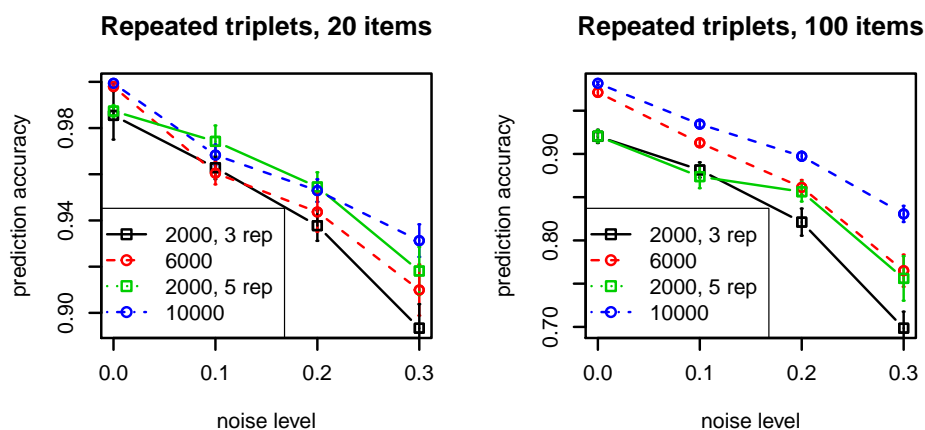 Repeated triplets, 20 items
prediction accuracy
0.98
0.94
0.90
2000, 3 rep
6000
2000, 5 rep
10000
0.0 0.1 0.2 0.3
noise level
Repeated triplets, 100 items
prediction accuracy
0.90
0.80
0.70
2000, 3 rep
6000
2000, 5 rep
10000
0.0 0.1 0.2 0.3
noise level